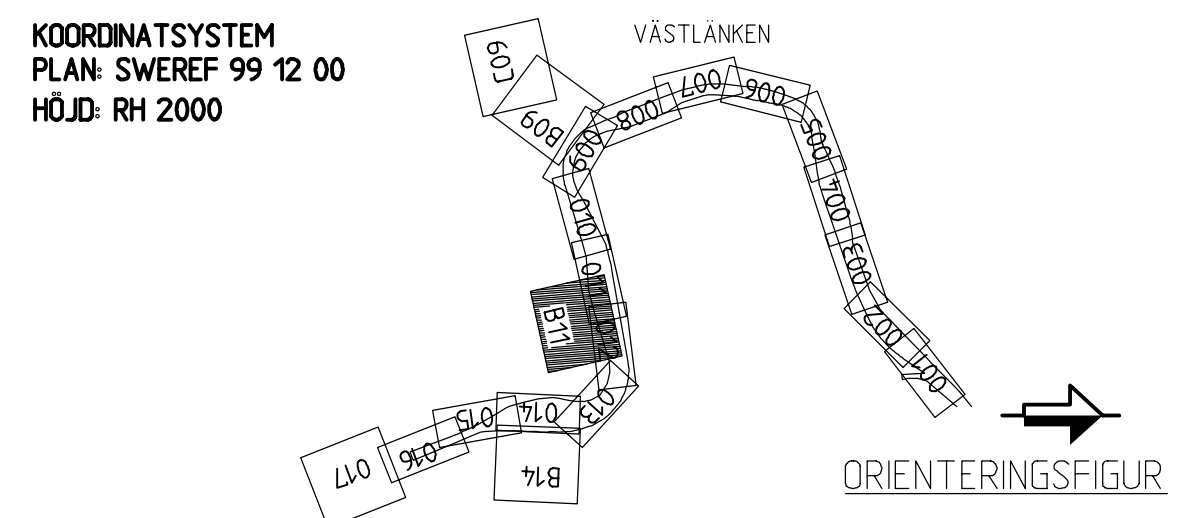 KOORDINATSYSTEM
PLAN: SWEREF 99 12 00
HÖJD: RH 2000
VÄSTLÄNKEN
C09
B09
009
008
007
006
005
004
003
002
001
010
011
B11
012
013
014
015
016
017
B14
ORIENTERINGSFIGUR